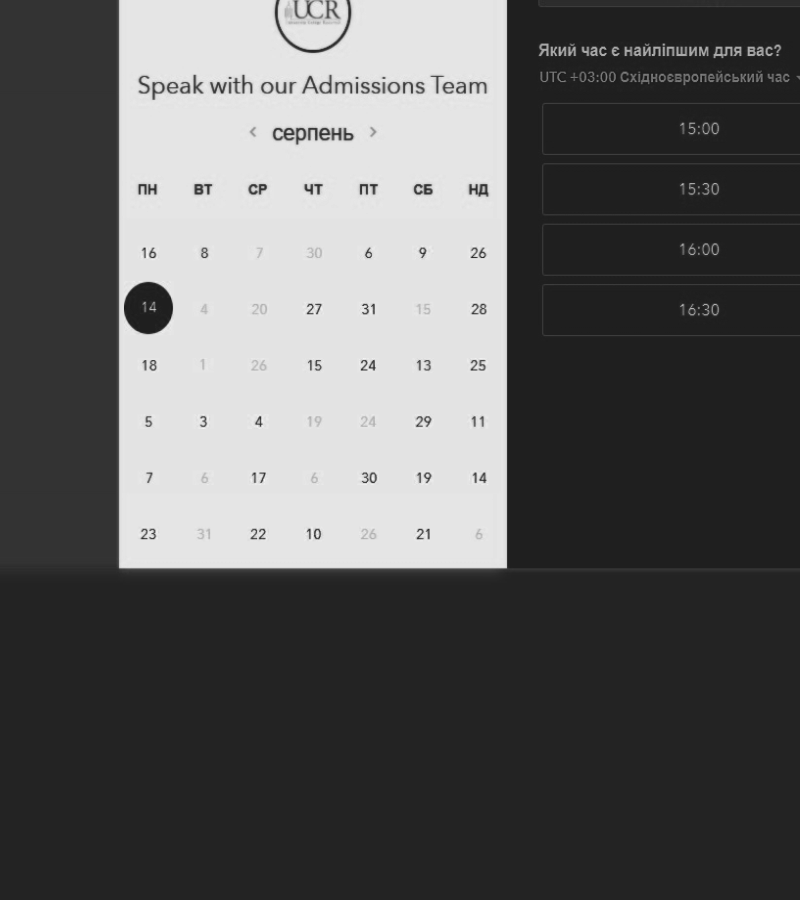 UCR
Speak with our Admissions Team
< серпень >
ПН ВТ СР ЧТ ПТ СБ НД
16 8 7 30 6 9 26
14 4 20 27 31 15 28
18 1 26 15 24 13 25
5 3 4 19 24 29 11
7 6 17 6 30 19 14
23 31 22 10 26 21 6
Який час є найліпшим для вас?
UTC +03:00 Східноєвропейський час
15:00
15:30
16:00
16:30